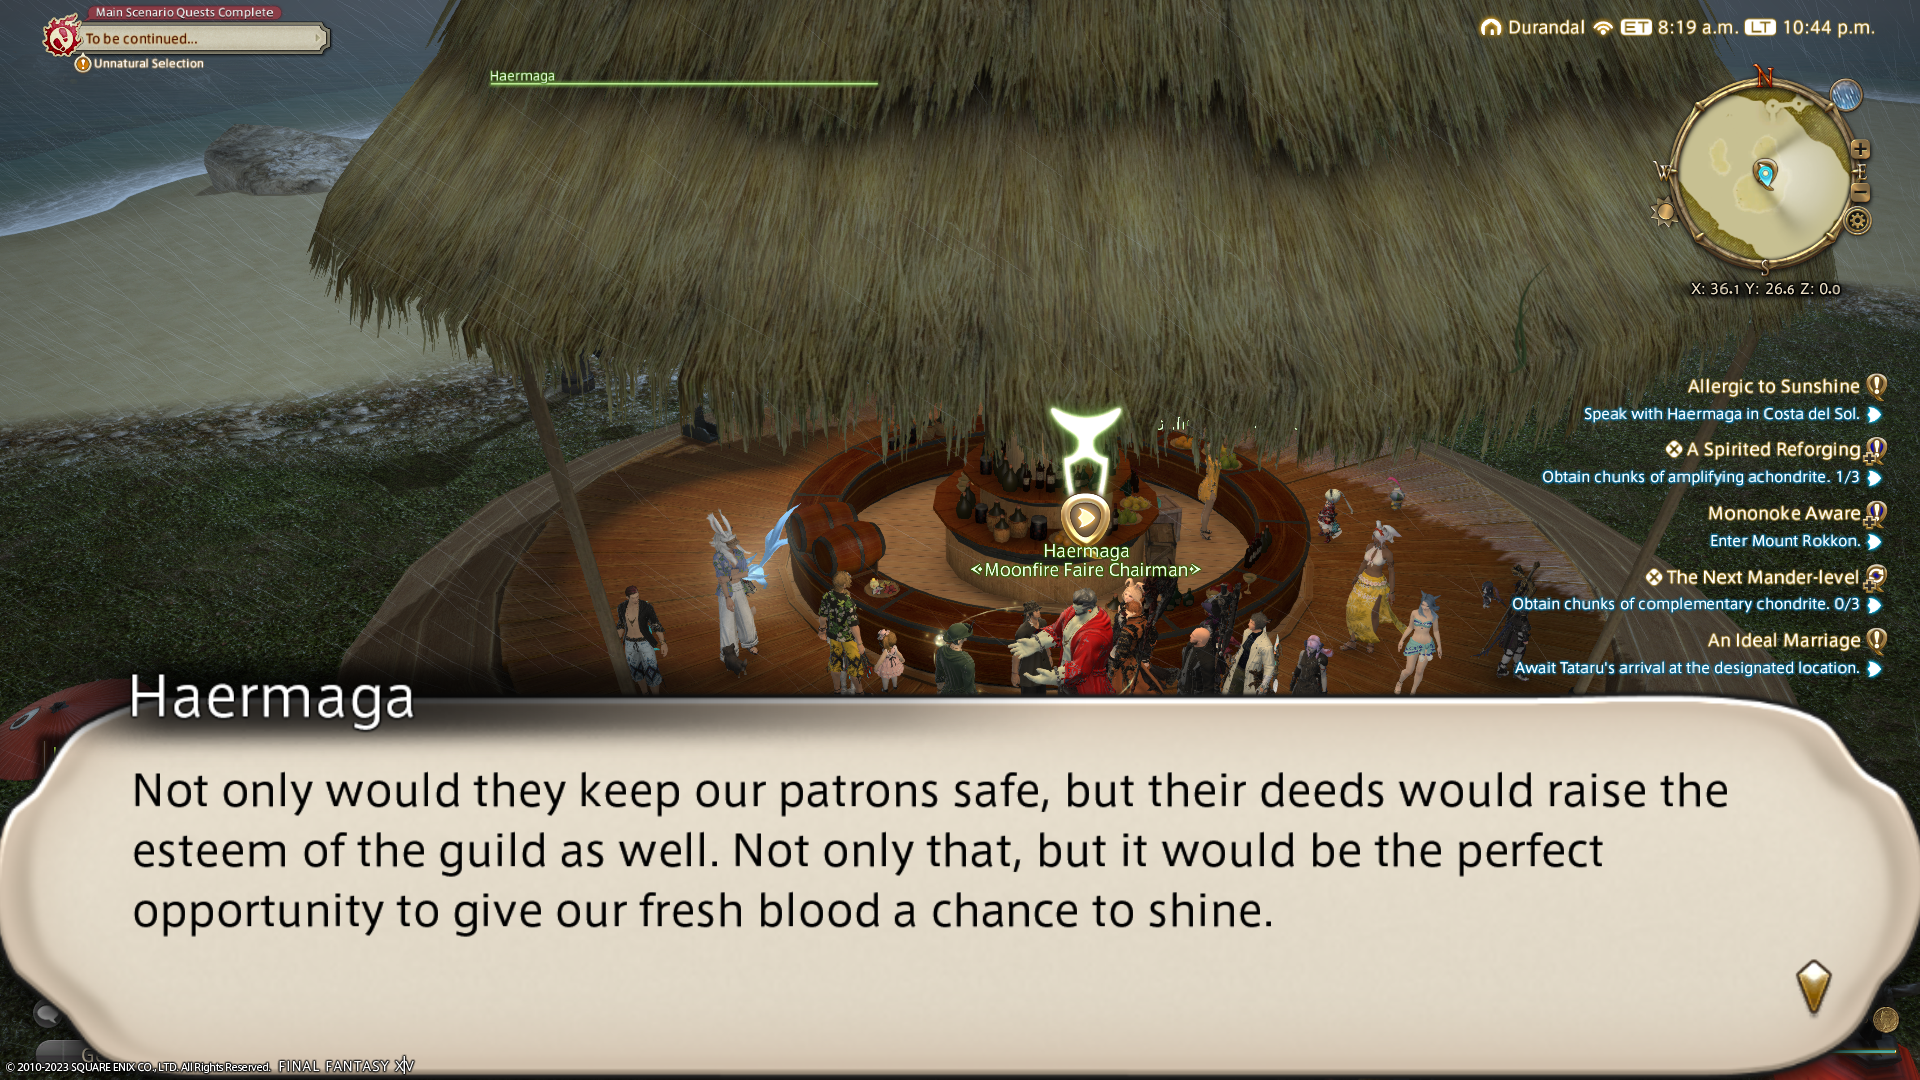 Main Scenario Quests Complete
To be continued...
Unnatural Selection
Haermaga
Durandal ET 8:19 a.m. LT 10:44 p.m.
N
W
E
S
X: 36.1 Y: 26.6 Z: 0.0
Allergic to Sunshine
Speak with Haermaga in Costa del Sol.
A Spirited Reforging
Obtain chunks of amplifying achondrite. 1/3
Mononoke Aware
Enter Mount Rokkon.
The Next Mander-level
Obtain chunks of complementary chondrite. 0/3
An Ideal Marriage
Await Tataru's arrival at the designated location.
Haermaga
<Moonfire Faire Chairman>
Haermaga
Not only would they keep our patrons safe, but their deeds would raise the
esteem of the guild as well. Not only that, but it would be the perfect
opportunity to give our fresh blood a chance to shine.
© 2010-2023 SQUARE ENIX CO., LTD. All Rights Reserved. FINAL FANTASY XIV